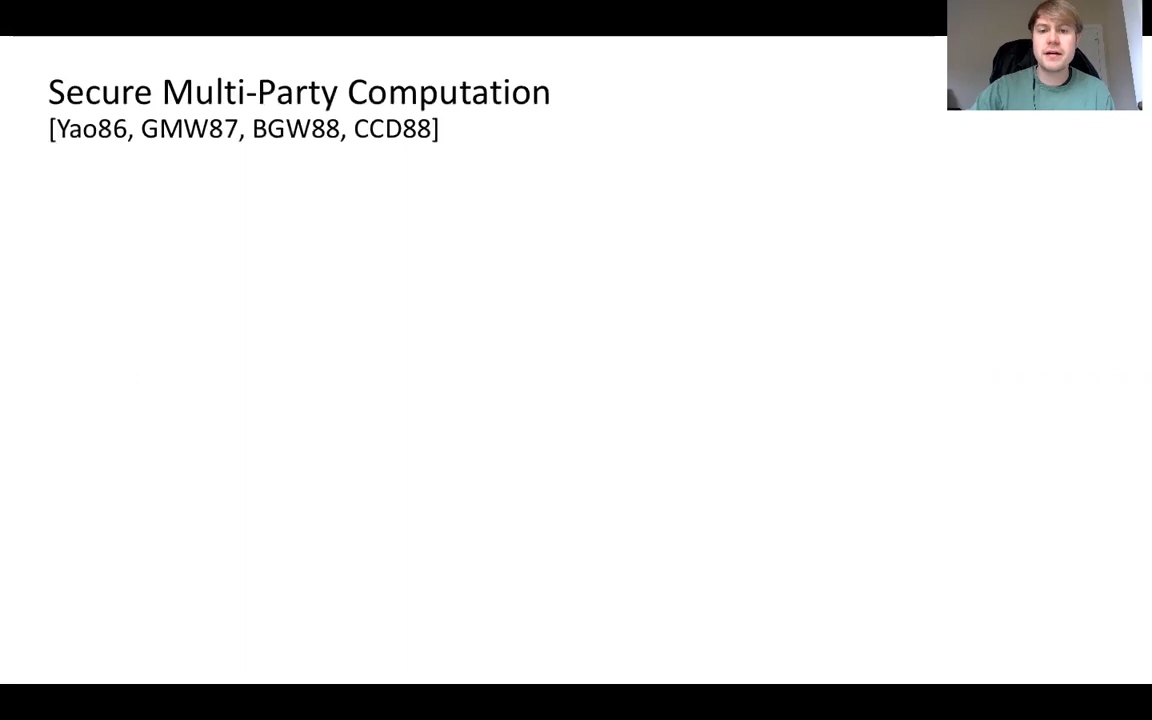 Secure Multi-Party Computation
[Yao86, GMW87, BGW88, CCD88]